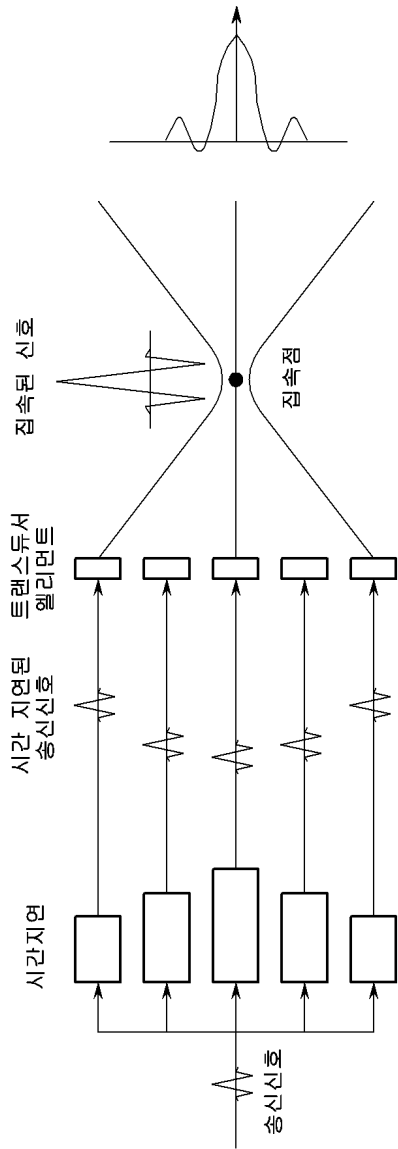 송신신호
시간지연
시간 지연된
송신신호
트랜스듀서
엘리먼트
집속된 신호
집속점